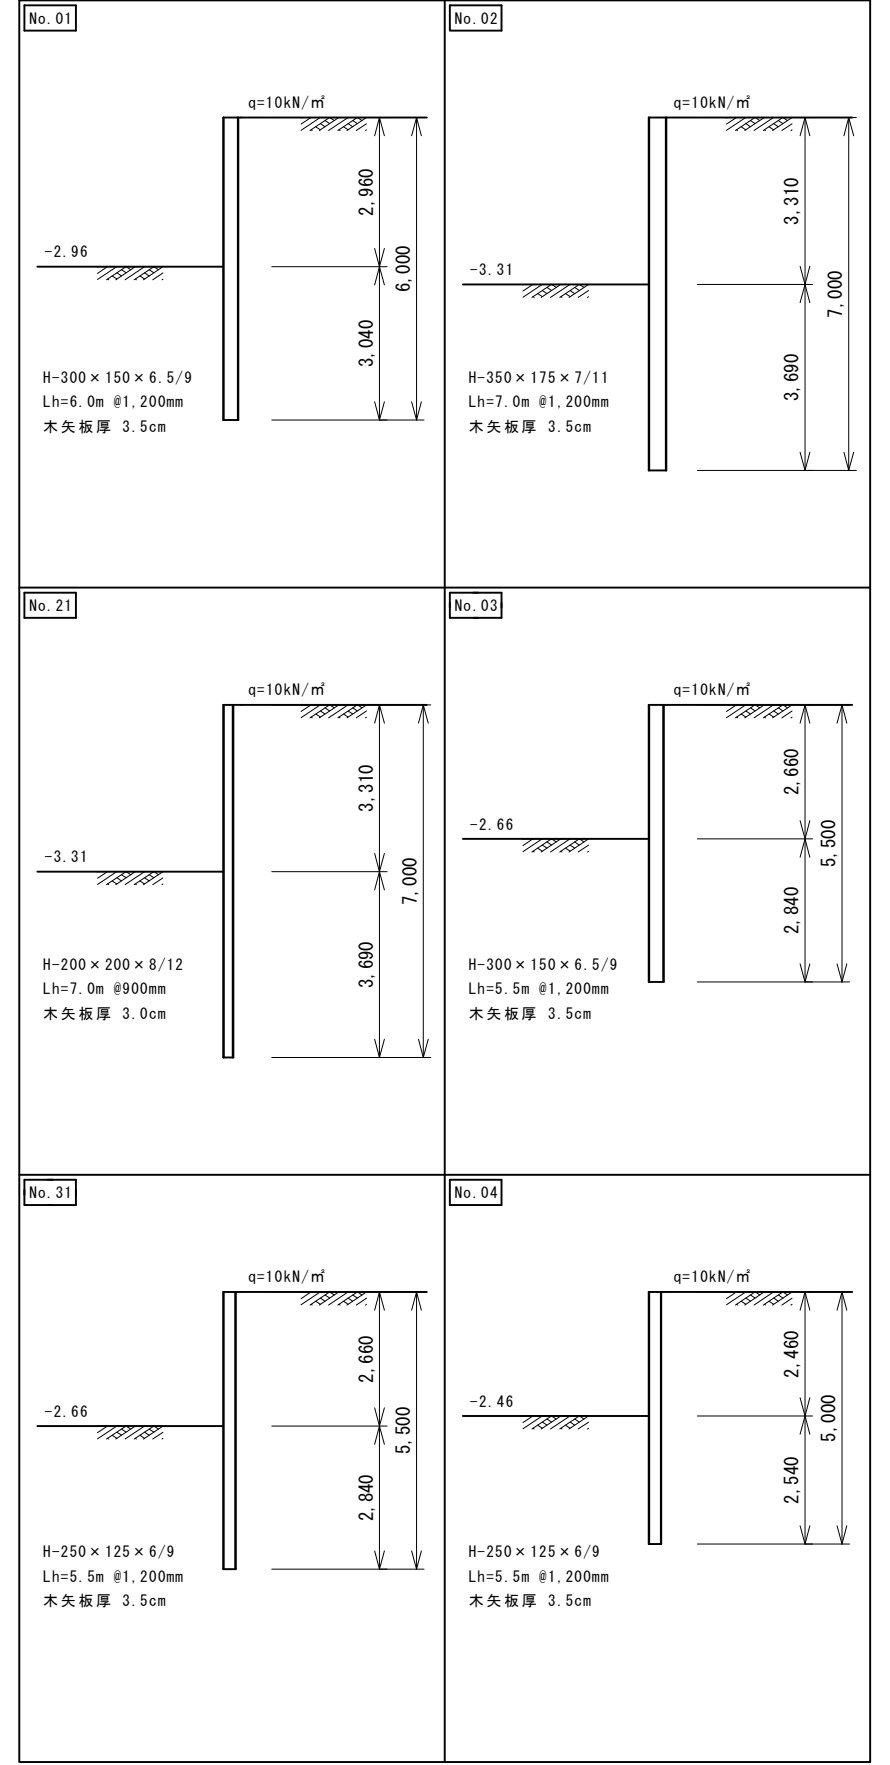 No.01
q=10kN/㎡
2,960
6,000
-2.96
3,040
H-300×150×6.5/9
Lh=6.0m @1,200mm
木矢板厚 3.5cm
No.02
q=10kN/㎡
3,310
-3.31
7,000
3,690
H-350×175×7/11
Lh=7.0m @1,200mm
木矢板厚 3.5cm
No.21
q=10kN/㎡
3,310
-3.31
7,000
3,690
H-200×200×8/12
Lh=7.0m @900mm
木矢板厚 3.0cm
No.03
q=10kN/㎡
2,660
-2.66
5,500
2,840
H-300×150×6.5/9
Lh=5.5m @1,200mm
木矢板厚 3.5cm
No.31
q=10kN/㎡
2,660
-2.66
5,500
2,840
H-250×125×6/9
Lh=5.5m @1,200mm
木矢板厚 3.5cm
No.04
q=10kN/㎡
2,460
-2.46
5,000
2,540
H-250×125×6/9
Lh=5.5m @1,200mm
木矢板厚 3.5cm